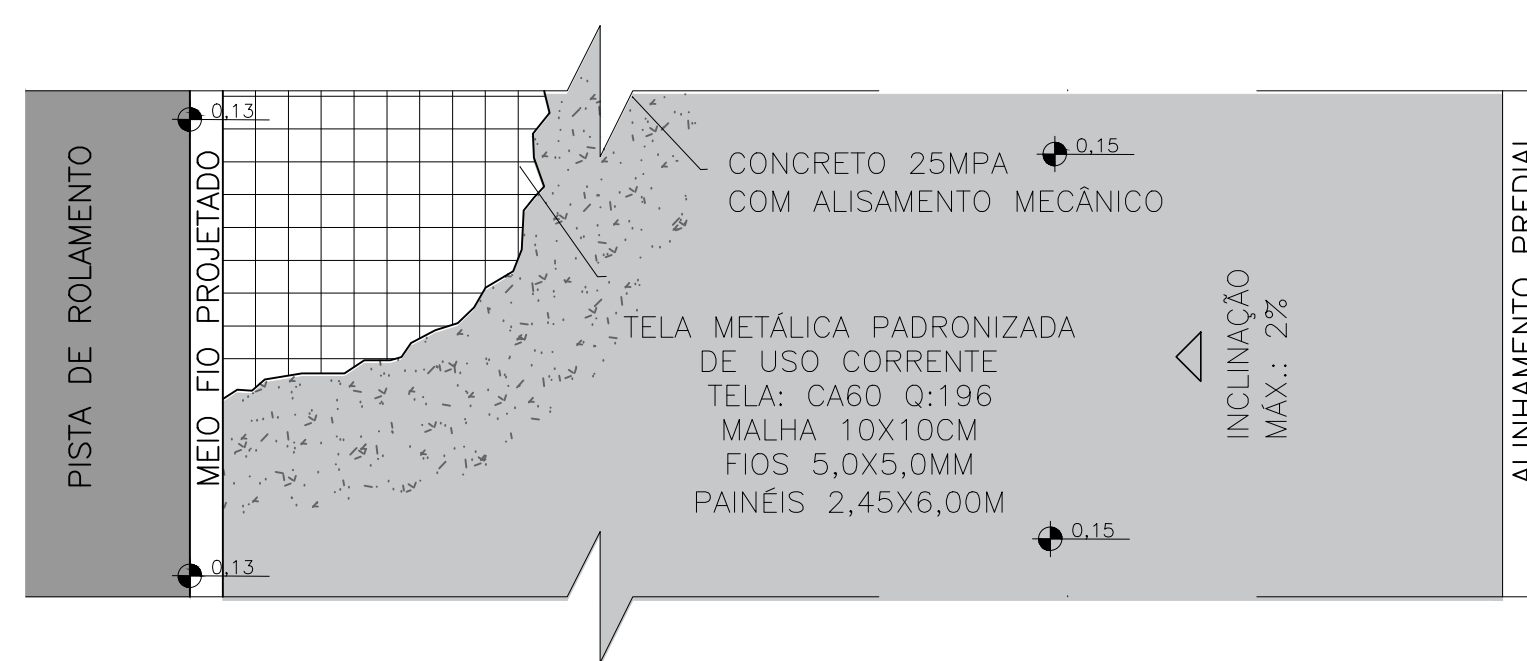 PISTA DE ROLAMENTO
MEIO FIO PROJETADO
0,13
0,13
CONCRETO 25MPA
COM ALISAMENTO MECÂNICO
0,15
TELA METÁLICA PADRONIZADA
DE USO CORRENTE
TELA: CA60 Q:196
MALHA 10X10CM
FIOS 5,0X5,0MM
PAINÉIS 2,45X6,00M
0,15
INCLINAÇÃO
MÁX.: 2%
ALINHAMENTO PREDIAL